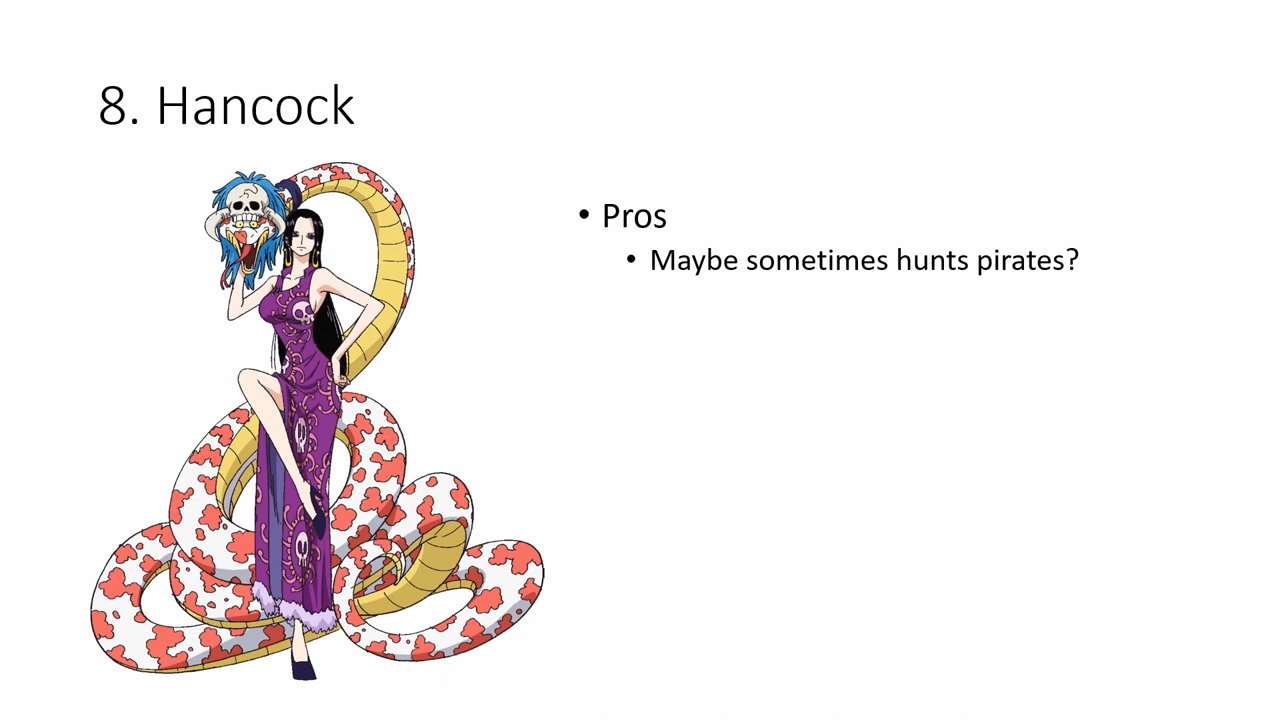 8. Hancock
• Pros
• Maybe sometimes hunts pirates?